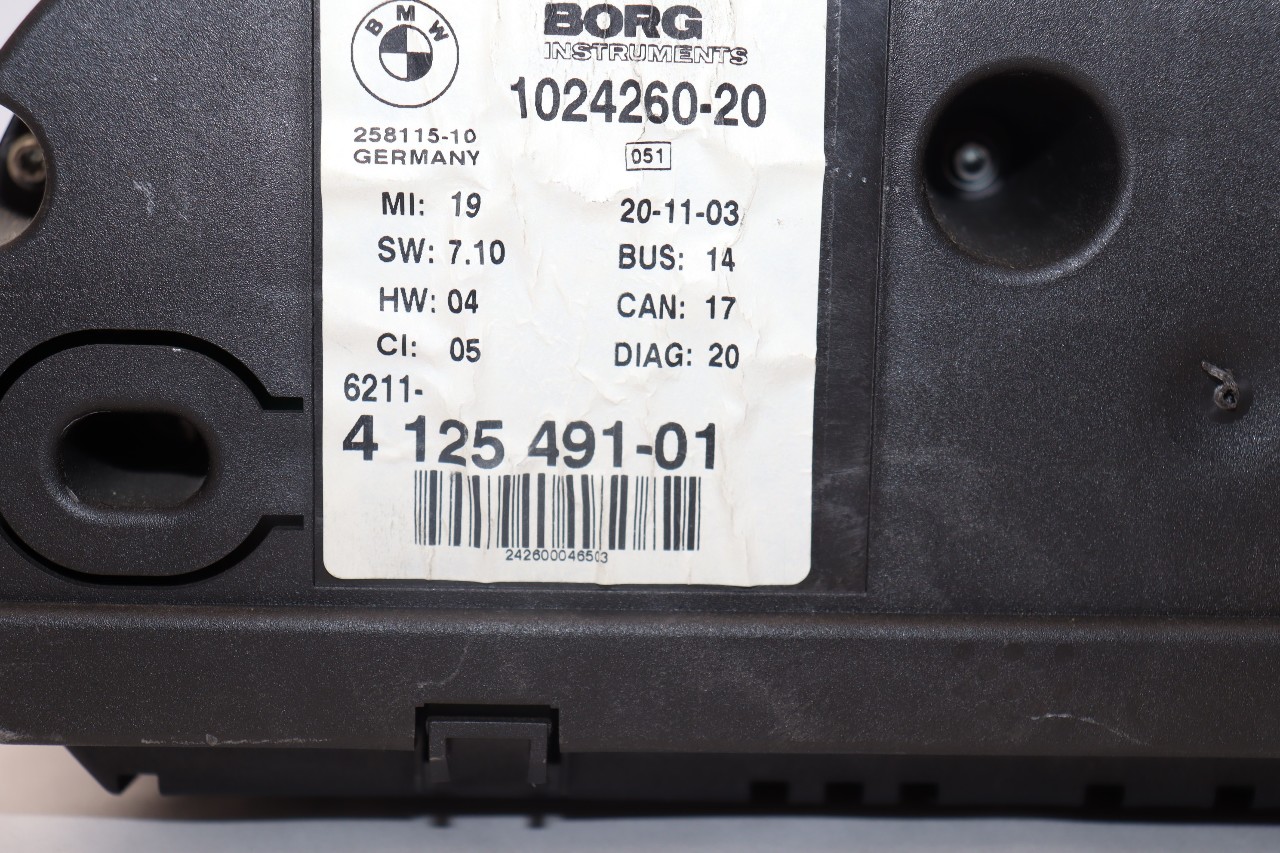 BMW
BORG
INSTRUMENTS
1024260-20
258115-10
GERMANY
051
MI: 19
20-11-03
SW: 7.10
BUS: 14
HW: 04
CAN: 17
CI: 05
DIAG: 20
6211-
4 125 491-01
242600046503